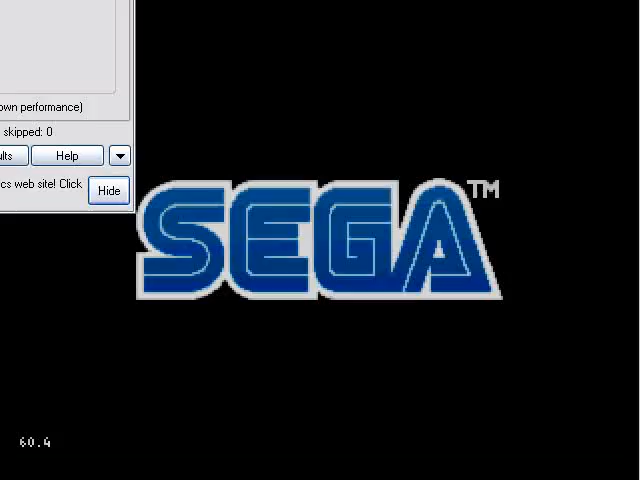 own performance)
skipped: 0
ults
Help
cs web site! Click
Hide
SEGA™
60.4